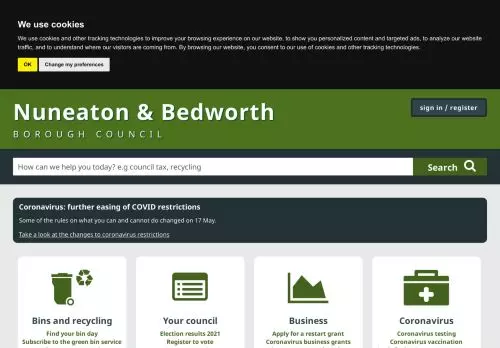 We use cookies
We use cookies and other tracking technologies to improve your browsing experience on our website, to show you personalized content and targeted ads, to analyze our website
traffic, and to understand where our visitors are coming from. By browsing our website, you consent to our use of cookies and other tracking technologies.
OK Change my preferences
Nuneaton & Bedworth
BOROUGH COUNCIL
sign in / register
How can we help you today? e.g council tax, recycling
Search
Coronavirus: further easing of COVID restrictions
Some of the rules on what you can and cannot do changed on 17 May.
Take a look at the changes to coronavirus restrictions
Bins and recycling
Find your bin day
Subscribe to the green bin service
Your council
Election results 2021
Register to vote
Business
Apply for a restart grant
Coronavirus business grants
Coronavirus
Coronavirus testing
Coronavirus vaccination